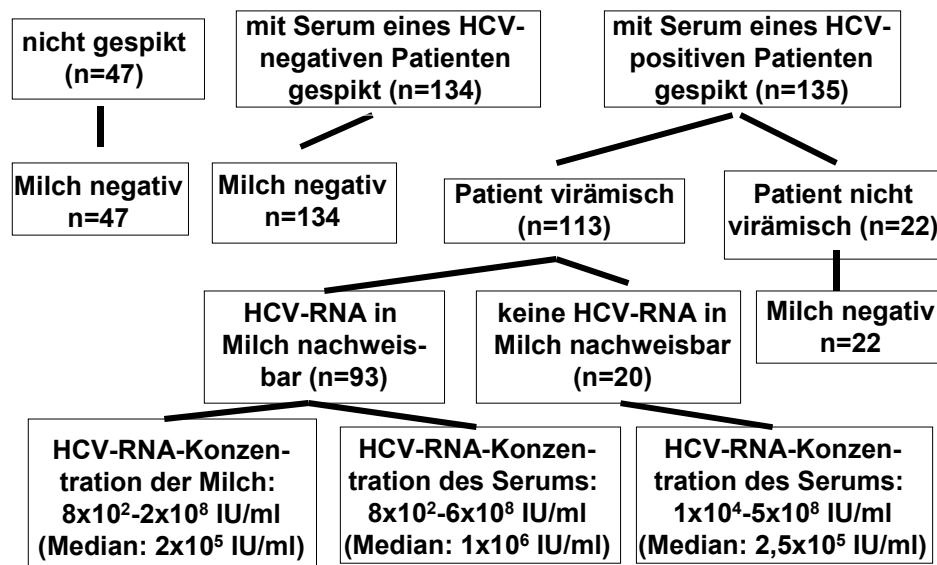 nicht gespikt
(n=47)
mit Serum eines HCV-
negativen Patienten
gespikt (n=134)
mit Serum eines HCV-
positiven Patienten
gespikt (n=135)
Milch negativ
n=47
Milch negativ
n=134
Patient virämisch
(n=113)
Patient nicht
virämisch (n=22)
HCV-RNA in
Milch nachweis-
bar (n=93)
keine HCV-RNA in
Milch nachweisbar
(n=20)
Milch negativ
n=22
HCV-RNA-Konzen-
tration der Milch:
8x10²-2x10⁸ IU/ml
(Median: 2x10⁵ IU/ml)
HCV-RNA-Konzen-
tration des Serums:
8x10²-6x10⁸ IU/ml
(Median: 1x10⁶ IU/ml)
HCV-RNA-Konzen-
tration des Serums:
1x10⁴-5x10⁸ IU/ml
(Median: 2,5x10⁵ IU/ml)